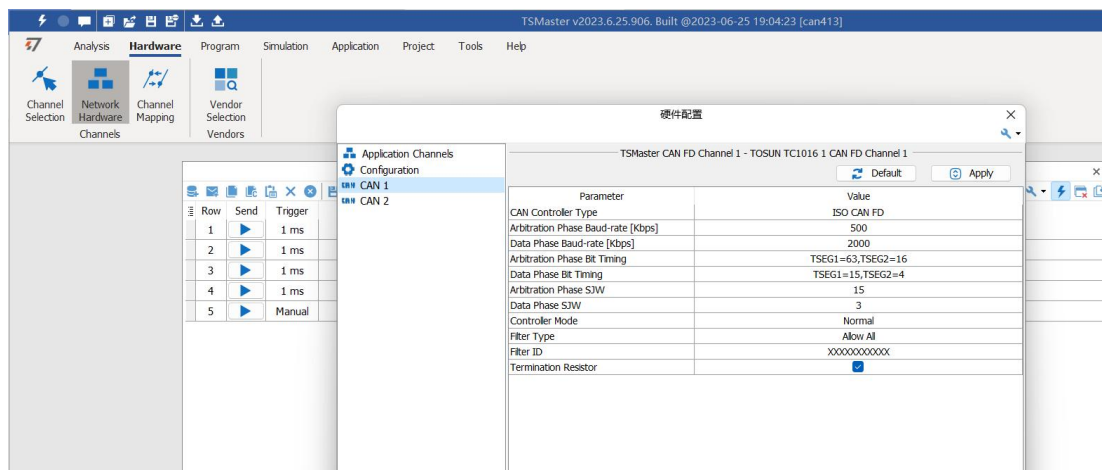 TSMaster v2023.6.25.906. Built @2023-06-25 19:04:23 [can413]
Analysis Hardware Program Simulation Application Project Tools Help
Channel Selection
Network Hardware
Channel Mapping
Vendor Selection
Channels
Vendors
硬件配置
Application Channels
Configuration
CAN 1
CAN 2
TSMaster CAN FD Channel 1 - TOSUN TC1016 1 CAN FD Channel 1
Default Apply
Parameter Value
CAN Controller Type ISO CAN FD
Arbitration Phase Baud-rate [Kbps] 500
Data Phase Baud-rate [Kbps] 2000
Arbitration Phase Bit Timing TSEG1=63,TSEG2=16
Data Phase Bit Timing TSEG1=15,TSEG2=4
Arbitration Phase SJW 15
Data Phase SJW 3
Controller Mode Normal
Filter Type Allow All
Filter ID XXXXXXXXXXX
Termination Resistor
Row Send Trigger
1 1 ms
2 1 ms
3 1 ms
4 1 ms
5 Manual